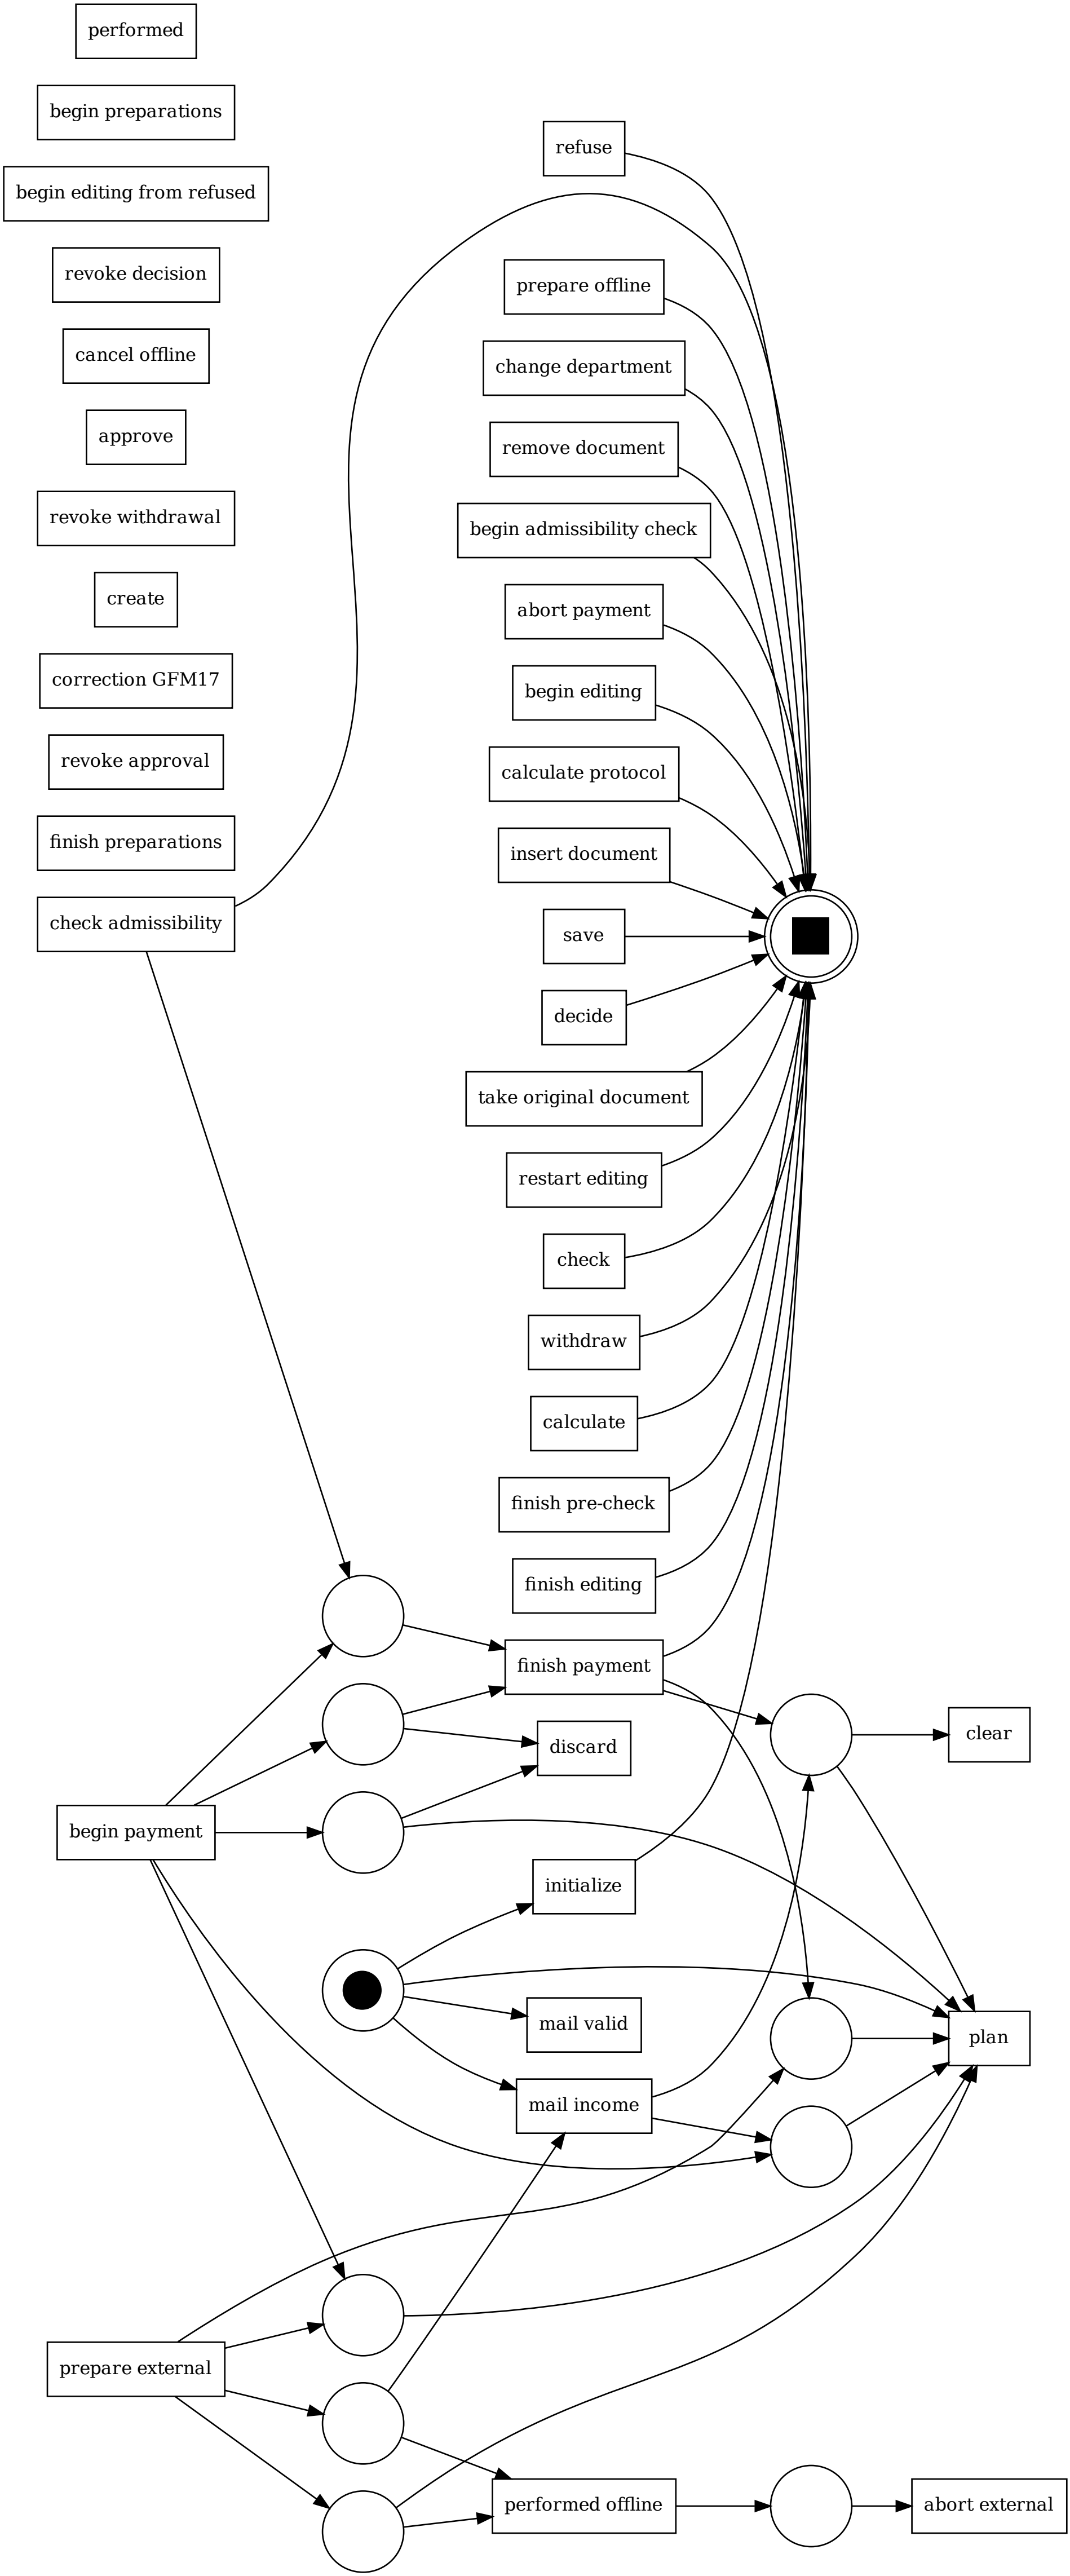 performed
begin preparations
begin editing from refused
revoke decision
cancel offline
approve
revoke withdrawal
create
correction GFM17
revoke approval
finish preparations
check admissibility
begin payment
prepare external
refuse
prepare offline
change department
remove document
begin admissibility check
abort payment
begin editing
calculate protocol
insert document
save
decide
take original document
restart editing
check
withdraw
calculate
finish pre-check
finish editing
finish payment
discard
initialize
mail valid
mail income
performed offline
clear
plan
abort external